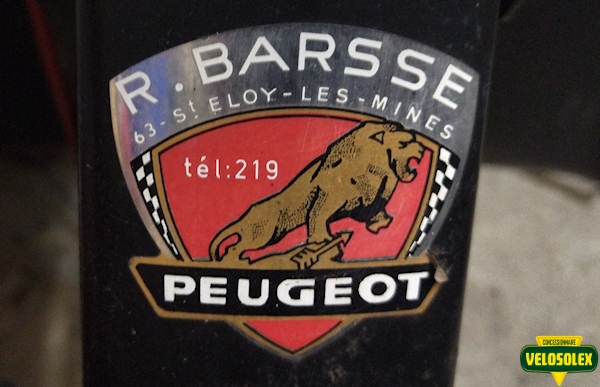 R. BARSSE
63-St ELOY-LES-MINES
tél:219
PEUGEOT
CONCESSIONNAIRE
VELOSOLEX